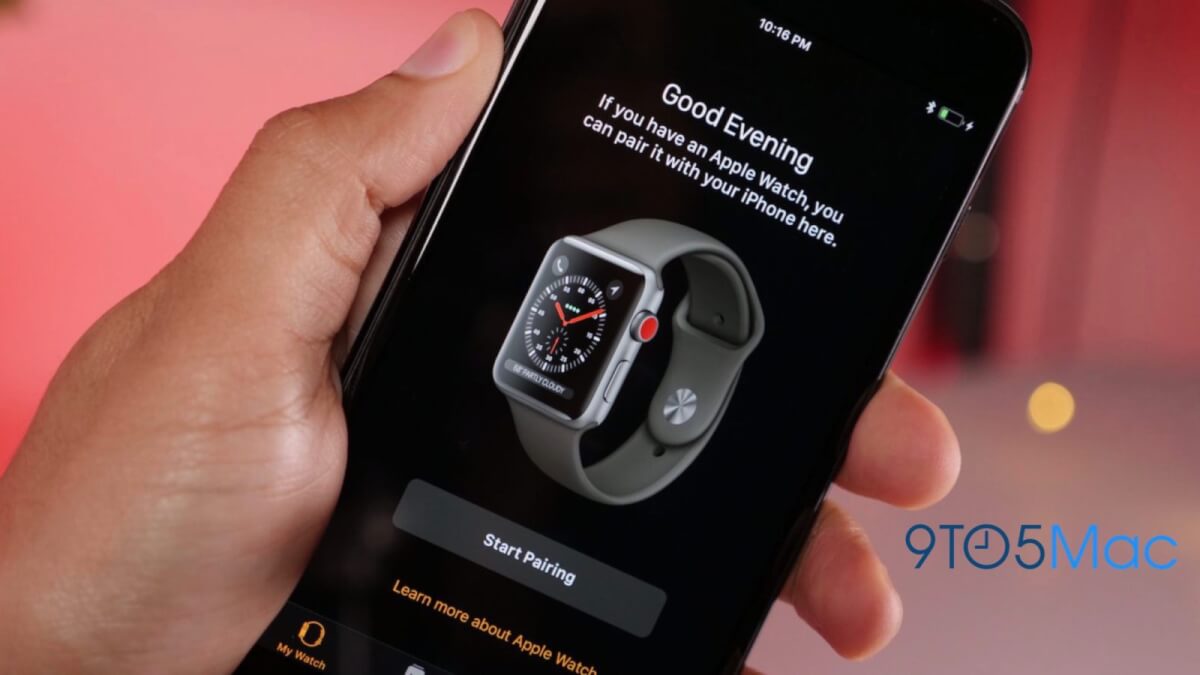 10:16 PM
Good Evening
If you have an Apple Watch, you
can pair it with your iPhone here.
Start Pairing
Learn more about Apple Watch
My Watch
9TO5Mac